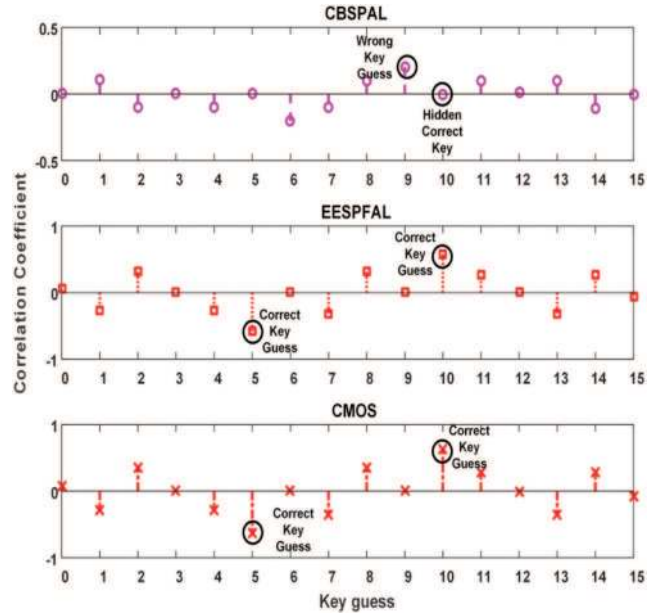 CBSPAL
0.5
Wrong
Key
Guess
0
Hidden
Correct
Key
-0.5
0 1 2 3 4 5 6 7 8 9 10 11 12 13 14 15
EESPFAL
1
Correct
Key
Guess
0
Correct
Key
Guess
-1
0 1 2 3 4 5 6 7 8 9 10 11 12 13 14 15
Correlation Coefficient
CMOS
1
Correct
Key
Guess
0
Correct
Key
Guess
-1
0 1 2 3 4 5 6 7 8 9 10 11 12 13 14 15
Key guess